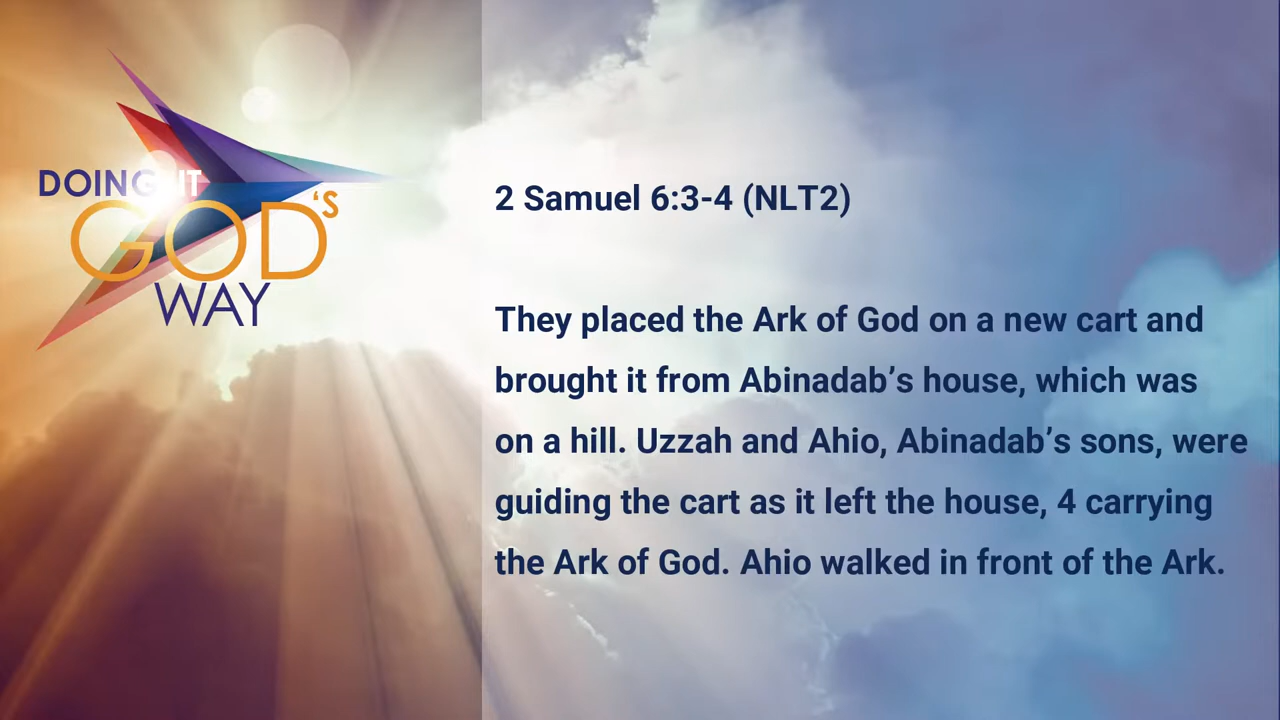 DOING IT
GOD'S
WAY
2 Samuel 6:3-4 (NLT2)
They placed the Ark of God on a new cart and
brought it from Abinadab’s house, which was
on a hill. Uzzah and Ahio, Abinadab’s sons, were
guiding the cart as it left the house, 4 carrying
the Ark of God. Ahio walked in front of the Ark.